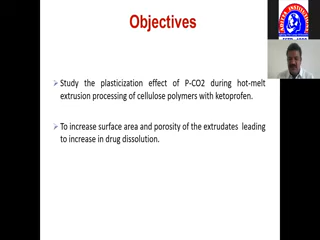 Objectives
Study the plasticization effect of P-CO2 during hot-melt
extrusion processing of cellulose polymers with ketoprofen.
To increase surface area and porosity of the extrudates leading
to increase in drug dissolution.